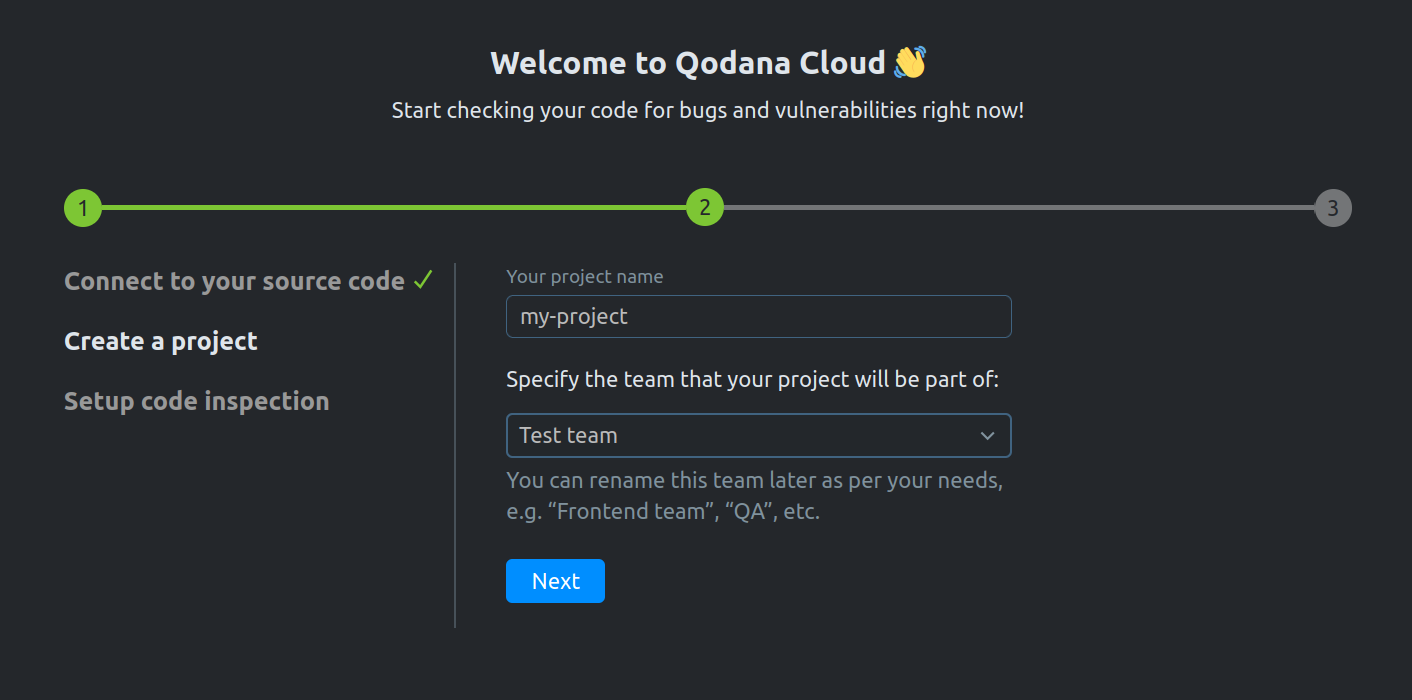 Welcome to Qodana Cloud 👋
Start checking your code for bugs and vulnerabilities right now!
1
2
3
Connect to your source code ✓
Create a project
Setup code inspection
Your project name
my-project
Specify the team that your project will be part of:
Test team
You can rename this team later as per your needs,
e.g. “Frontend team”, “QA”, etc.
Next